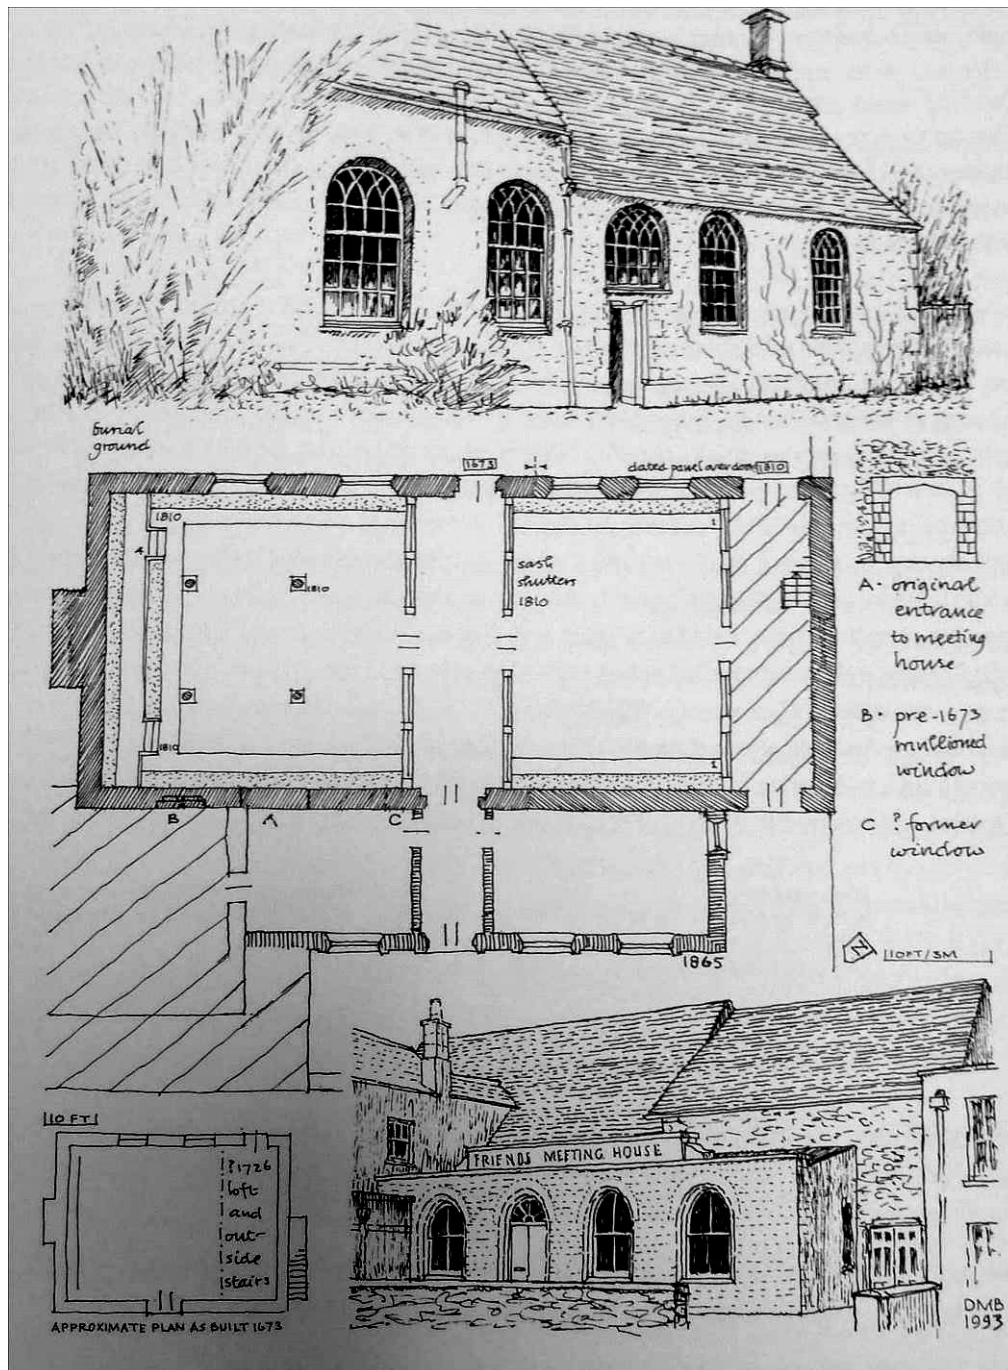 burial
ground
1673
dated panel over door 1810
1810
A
1810
sash
shutters
1810
1810
B
A
C
A· original
entrance
to meeting
house
B· pre-1673
mullioned
window
C ? former
window
1865
N
10FT/3M
10 FT
?1726
loft
and
out-
side
stairs
APPROXIMATE PLAN AS BUILT 1673
FRIENDS MEETING HOUSE
DMB
1993